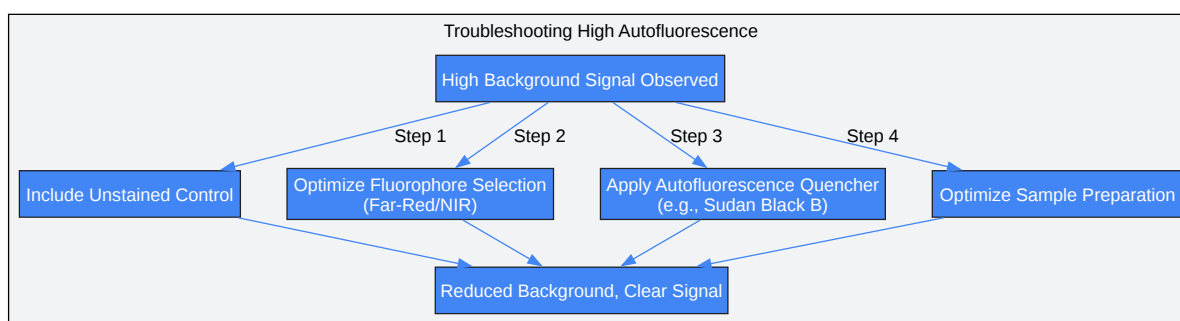 Troubleshooting High Autofluorescence
High Background Signal Observed
Step 1
Step 2
Step 3
Step 4
Include Unstained Control
Optimize Fluorophore Selection
(Far-Red/NIR)
Apply Autofluorescence Quencher
(e.g., Sudan Black B)
Optimize Sample Preparation
Reduced Background, Clear Signal